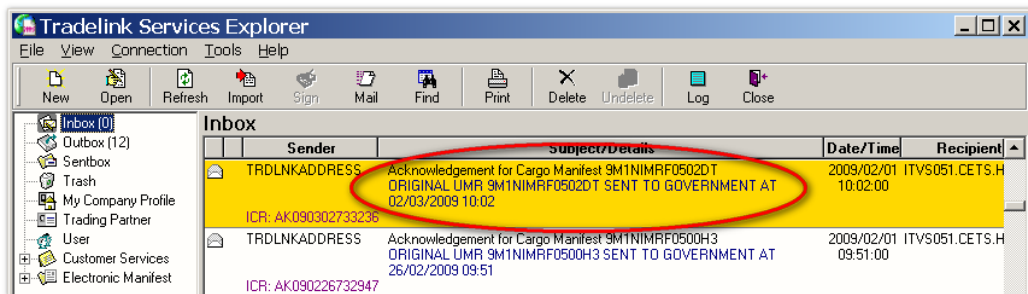 Tradelink Services Explorer
File View Connection Tools Help
New Open Refresh Import Sign Mail Find Print Delete Undelete Log Close
Inbox (0)
Outbox (12)
Sentbox
Trash
My Company Profile
Trading Partner
User
Customer Services
Electronic Manifest
Inbox
Sender Subject/Details Date/Time Recipient
TRDLNKADDRESS Acknowledgement for Cargo Manifest 9M1NIMRF0502DT 2009/02/01 ITVS051.CETS.H
ORIGINAL UMR 9M1NIMRF0502DT SENT TO GOVERNMENT AT 10:02:00
02/03/2009 10:02
ICR: AK090302733236
TRDLNKADDRESS Acknowledgement for Cargo Manifest 9M1NIMRF0500H3 2009/02/01 ITVS051.CETS.H
ORIGINAL UMR 9M1NIMRF0500H3 SENT TO GOVERNMENT AT 09:51:00
26/02/2009 09:51
ICR: AK090226732947